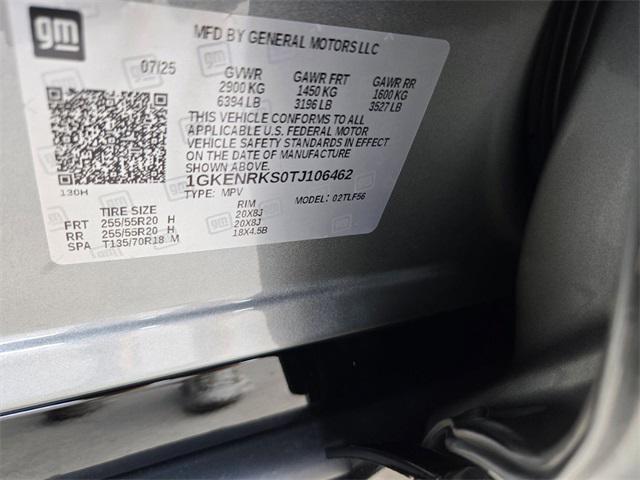 gm
MFD BY GENERAL MOTORS LLC
07/25 GVWR GAWR FRT GAWR RR
2900 KG 1450 KG 1600 KG
6394 LB 3196 LB 3527 LB
THIS VEHICLE CONFORMS TO ALL
APPLICABLE U.S. FEDERAL MOTOR
VEHICLE SAFETY STANDARDS IN EFFECT
ON THE DATE OF MANUFACTURE
SHOWN ABOVE.
130H 1GKENRKS0TJ106462
TYPE: MPV MODEL: 02TLF56
TIRE SIZE RIM
FRT 255/55R20 H 20X8J
RR 255/55R20 H 20X8J
SPA T135/70R18 M 18X4.5B